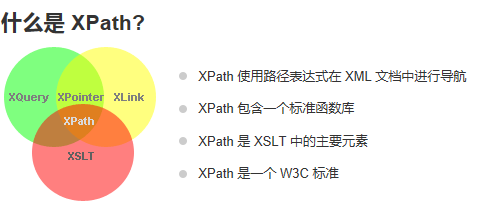 什么是 XPath?
XQuery XPointer XLink
XPath
XSLT
XPath 使用路径表达式在 XML 文档中进行导航
XPath 包含一个标准函数库
XPath 是 XSLT 中的主要元素
XPath 是一个 W3C 标准